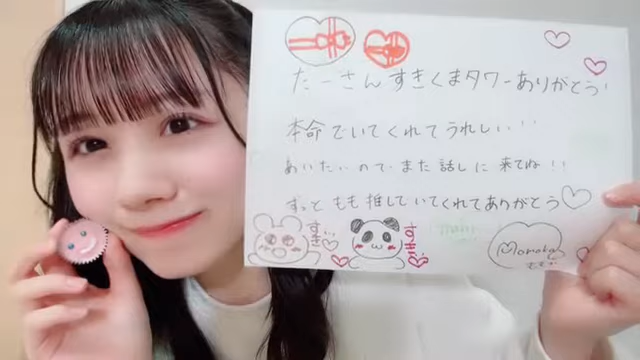 たーさんすきくまタワーありがとう!
本命でいてくれてうれしい!!
あいたいので、また話しに来てね!!
ずっともも推していてくれてありがとう
すき…
すき
Momoka
もも